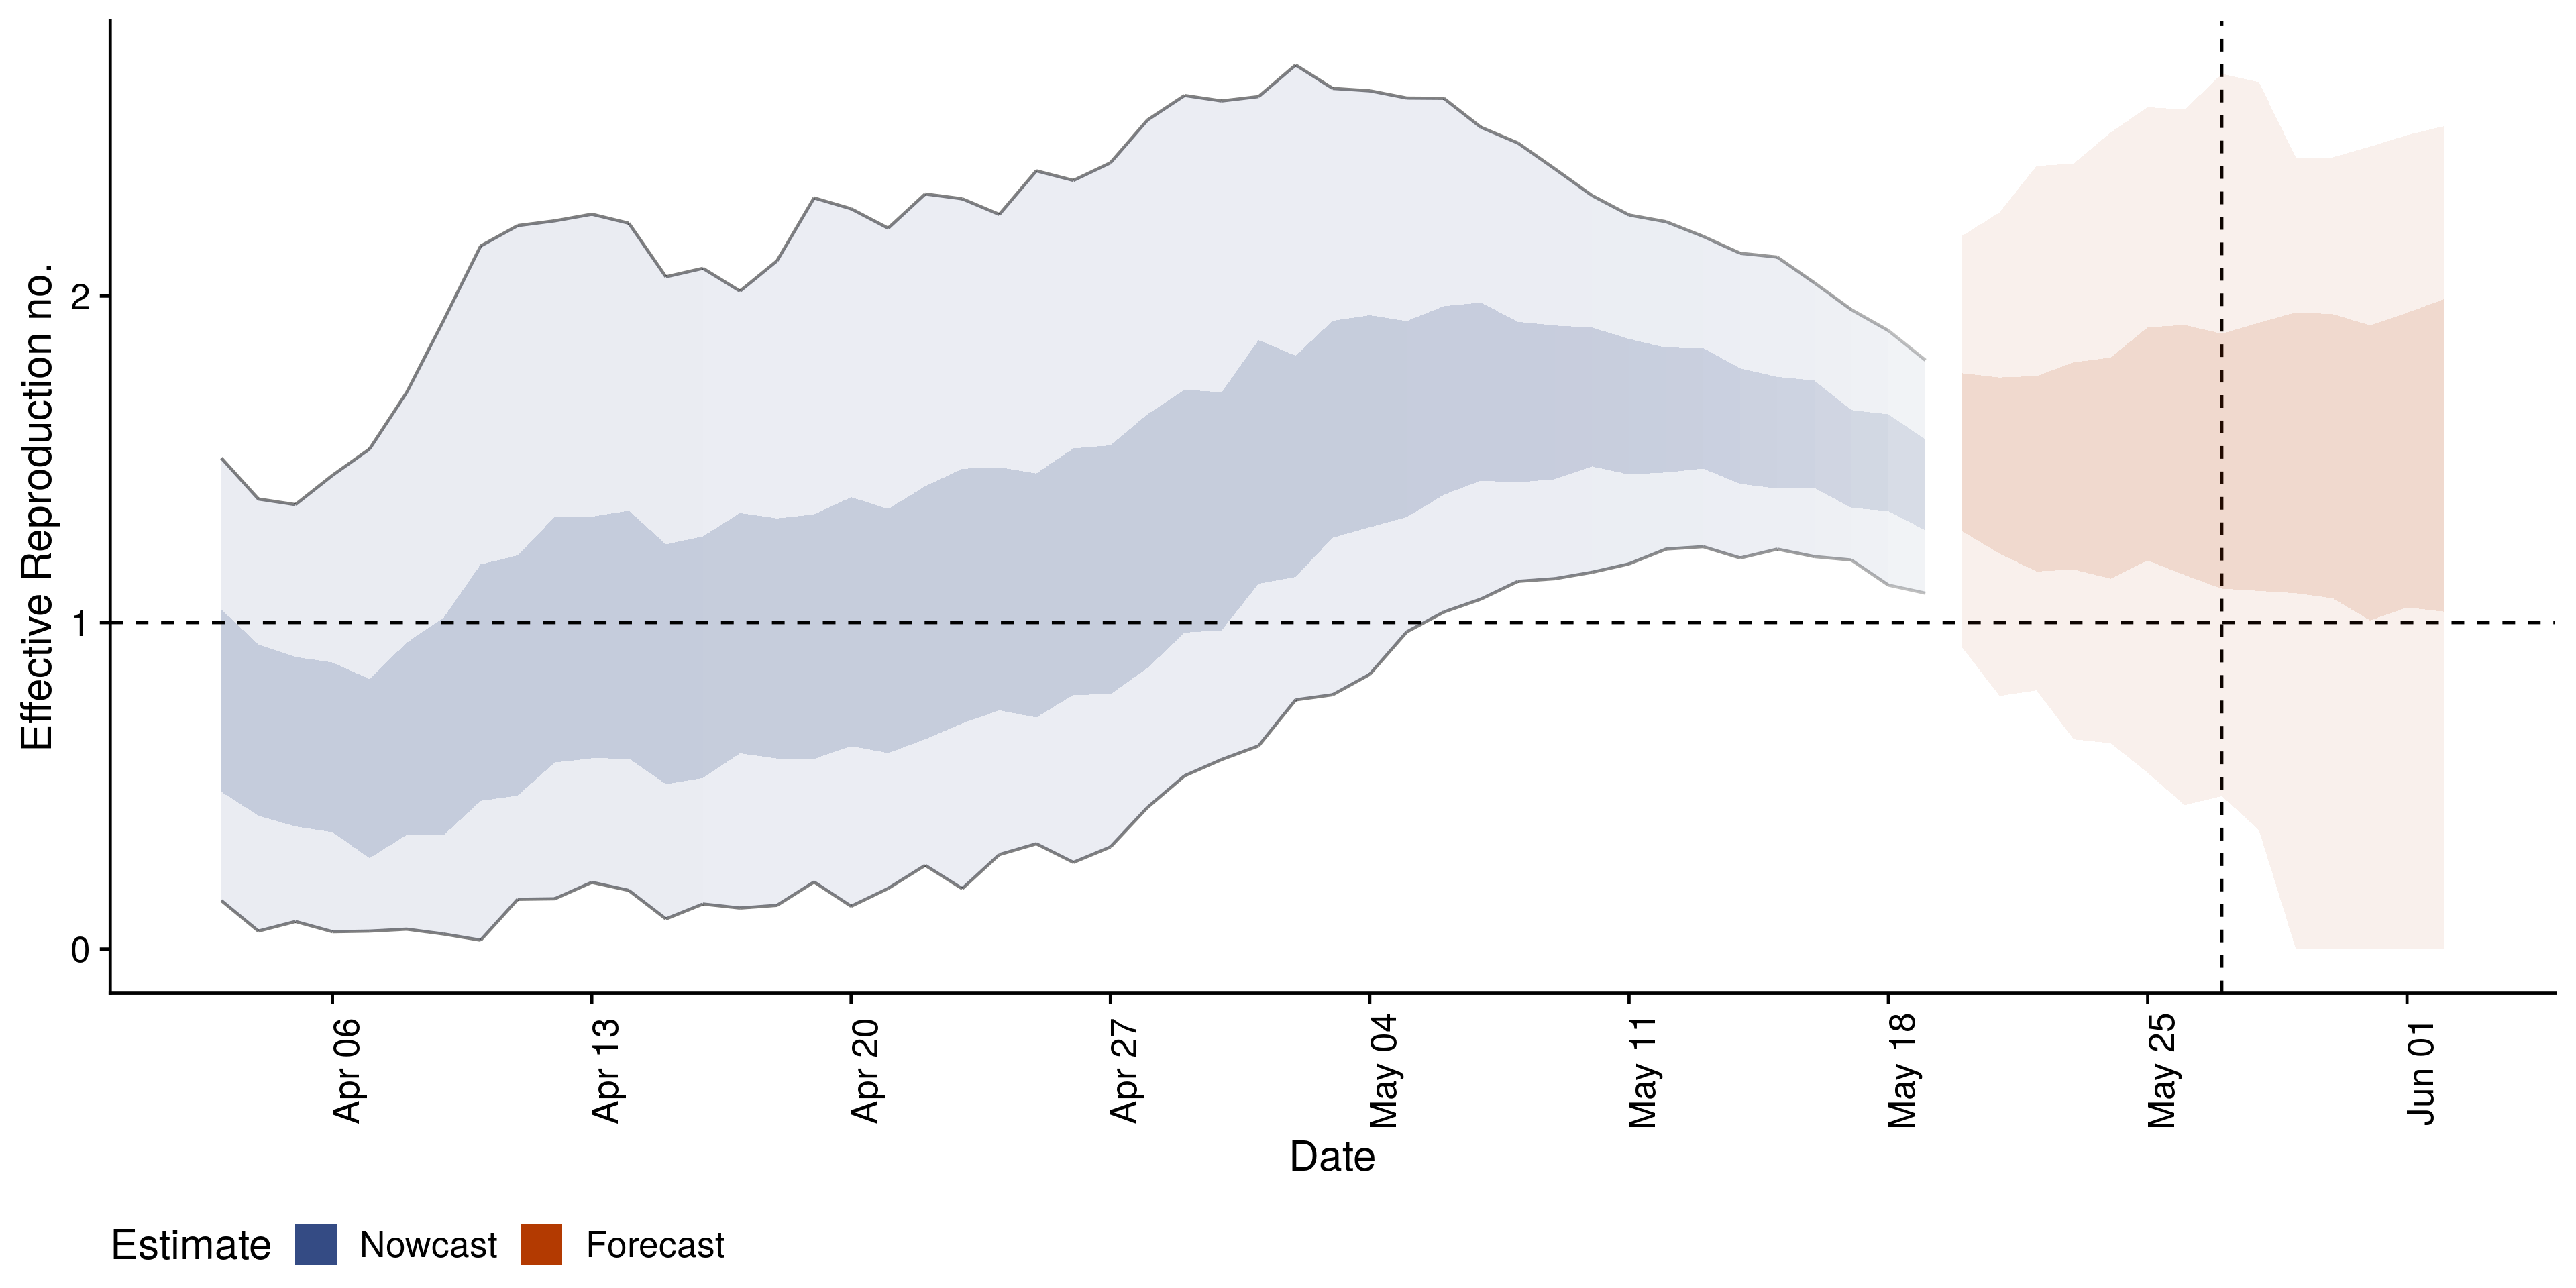 Effective Reproduction no.
2
1
0
Apr 06
Apr 13
Apr 20
Apr 27
May 04
May 11
May 18
May 25
Jun 01
Date
Estimate Nowcast Forecast